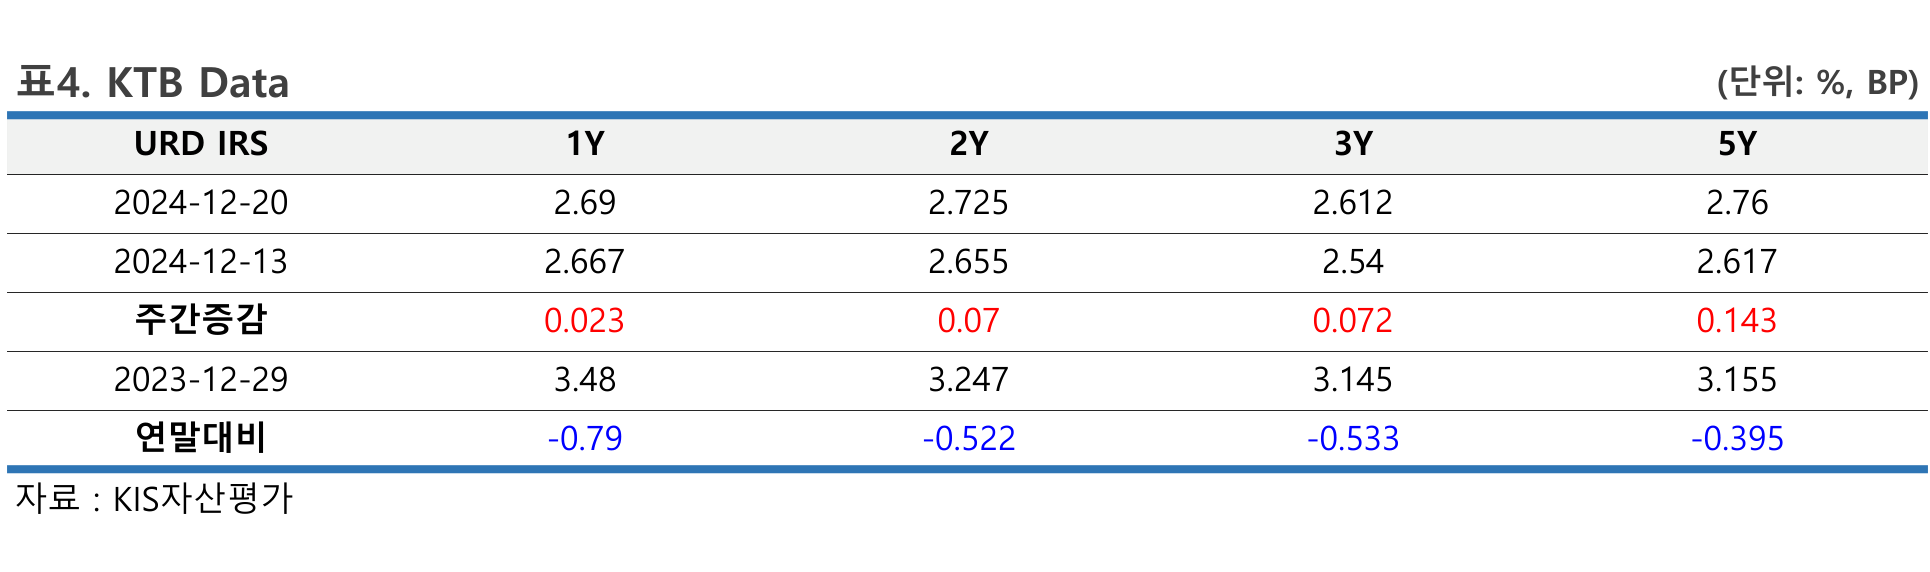 표4. KTB Data (단위: %, BP)
URD IRS 1Y 2Y 3Y 5Y
2024-12-20 2.69 2.725 2.612 2.76
2024-12-13 2.667 2.655 2.54 2.617
주간증감 0.023 0.07 0.072 0.143
2023-12-29 3.48 3.247 3.145 3.155
연말대비 -0.79 -0.522 -0.533 -0.395
자료 : KIS자산평가